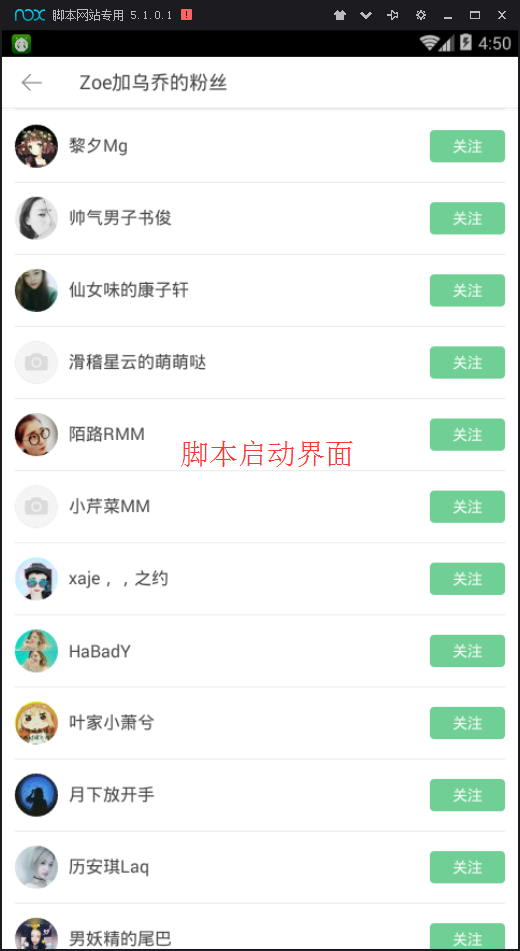 nox 脚本网站专用 5.1.0.1
4:50
Zoe加乌乔的粉丝
黎夕Mg 关注
帅气男子书俊 关注
仙女味的康子轩 关注
滑稽星云的萌萌哒 关注
陌路RMM 关注
脚本启动界面
小芹菜MM 关注
xaje，，之约 关注
HaBadY 关注
叶家小萧兮 关注
月下放开手 关注
历安琪Laq 关注
男妖精的尾巴 关注